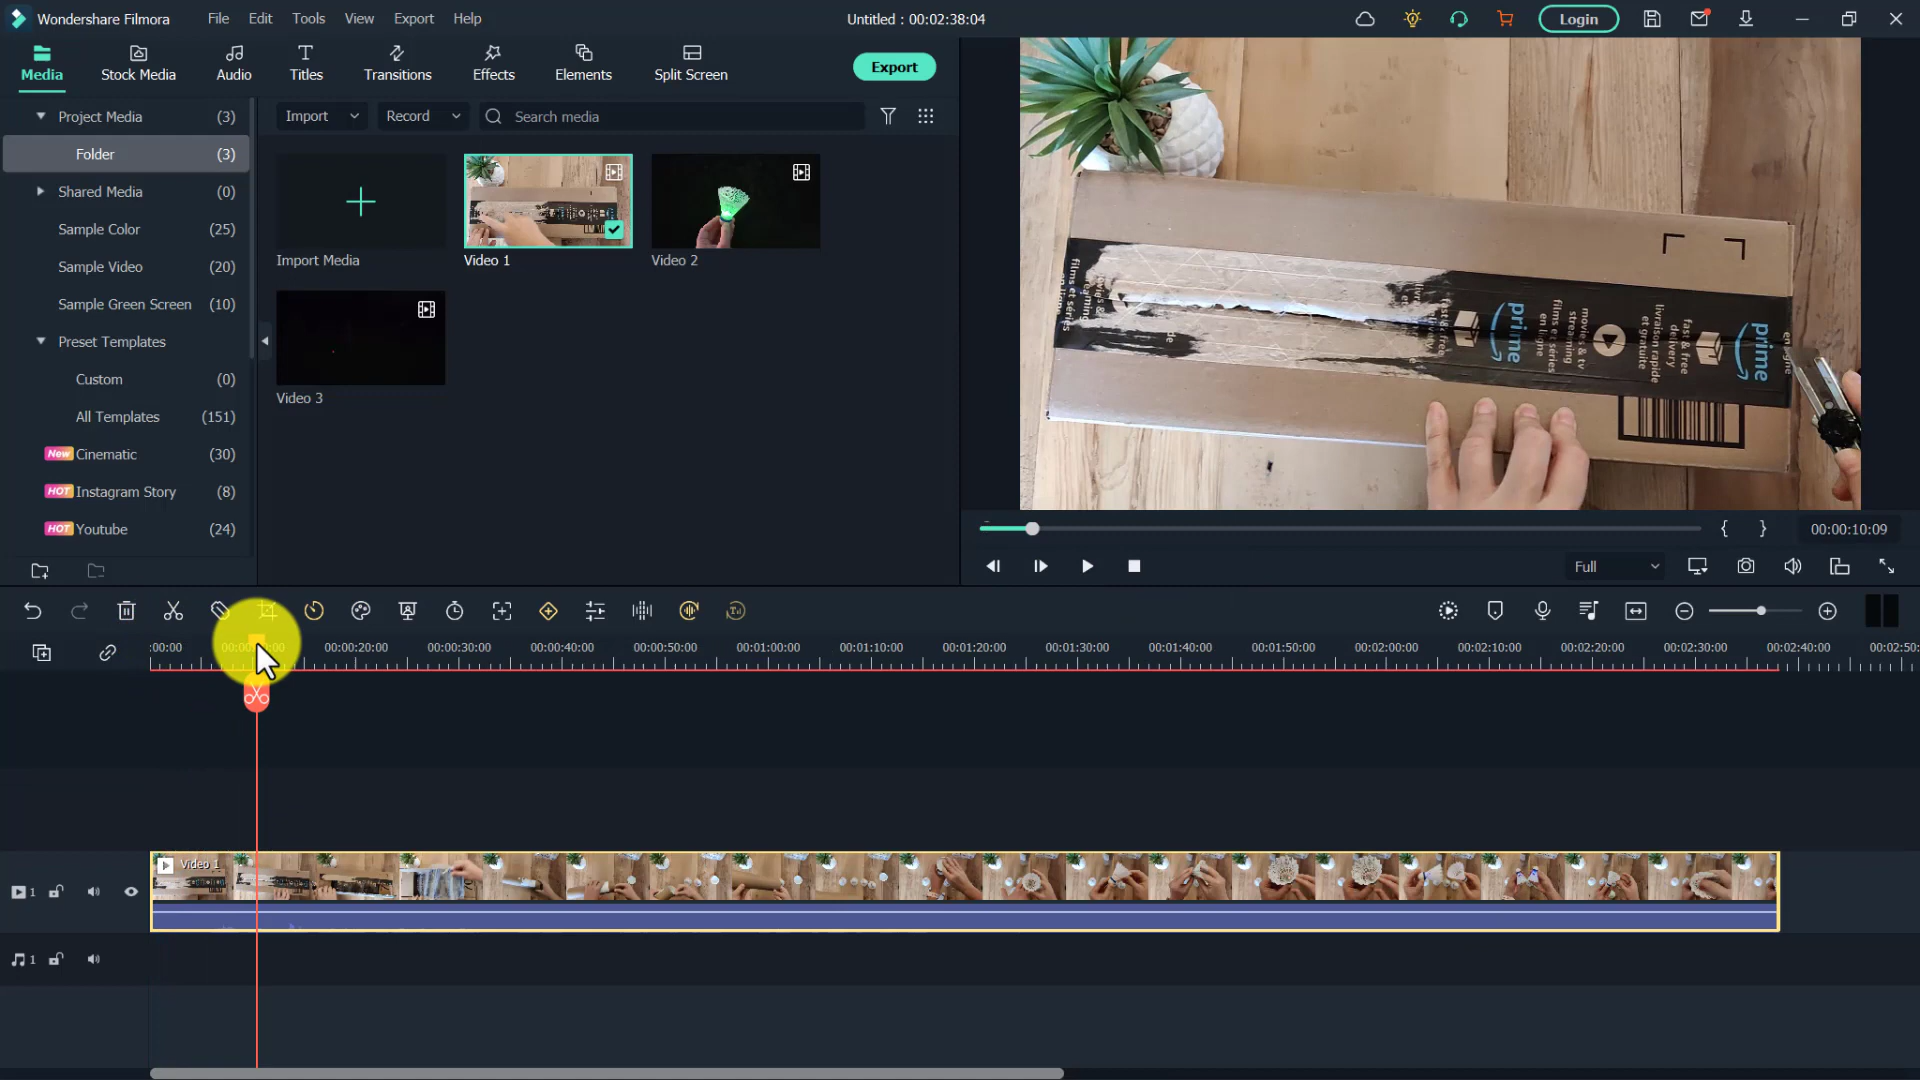 Wondershare Filmora
File
Edit
Tools
View
Export
Help
Untitled : 00:02:38:04
Login
Media
Stock Media
Audio
Titles
Transitions
Effects
Elements
Split Screen
Export
Project Media (3)
Folder (3)
Shared Media (0)
Sample Color (25)
Sample Video (20)
Sample Green Screen (10)
Preset Templates
Custom (0)
All Templates (151)
New Cinematic (30)
HOT Instagram Story (8)
HOT Youtube (24)
Import
Record
Search media
Import Media
Video 1
Video 2
Video 3
films et séries
fast & free
prime
movies & tv
streaming
films et séries
en ligne
fast & free
delivery
livraison rapide
et gratuite
prime
00:00:10:09
Full
:00:00
00:00:20:00
00:00:30:00
00:00:40:00
00:00:50:00
00:01:00:00
00:01:10:00
00:01:20:00
00:01:30:00
00:01:40:00
00:01:50:00
00:02:00:00
00:02:10:00
00:02:20:00
00:02:30:00
00:02:40:00
00:02:50:
Video 1
1
1